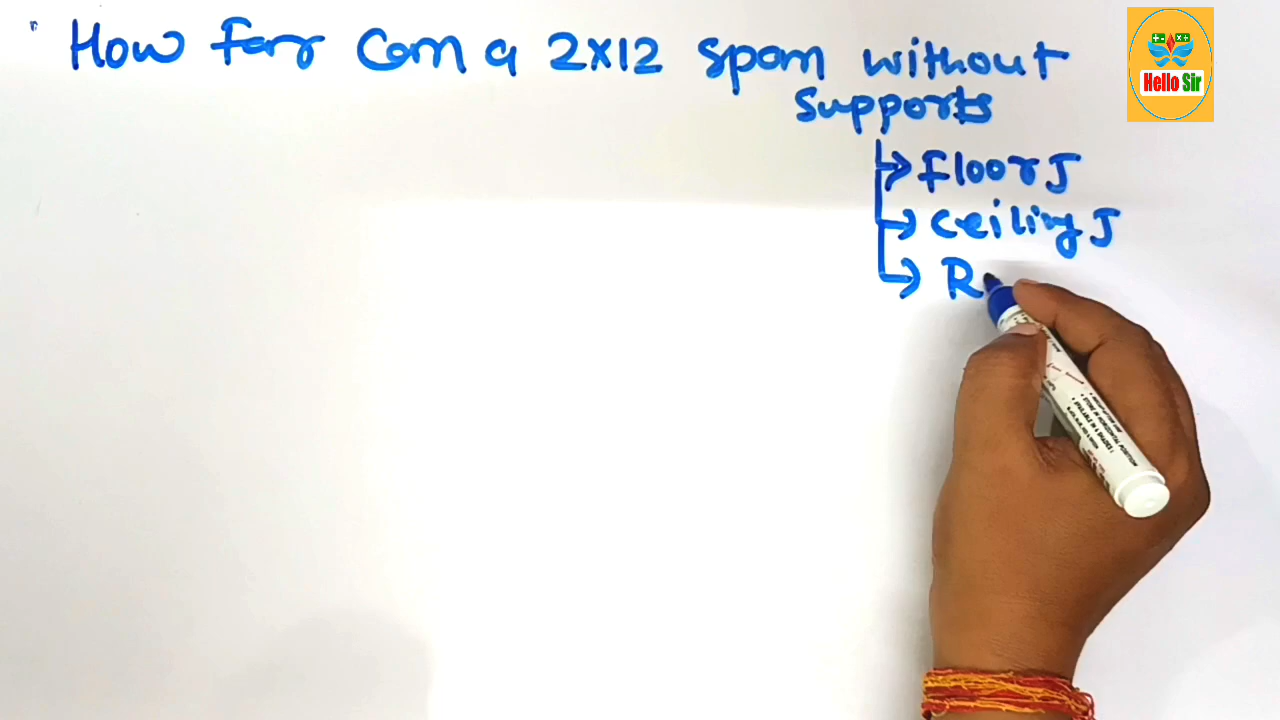 How far can a 2x12 span without
supports
Floor J
Ceiling J
R
Hello Sir